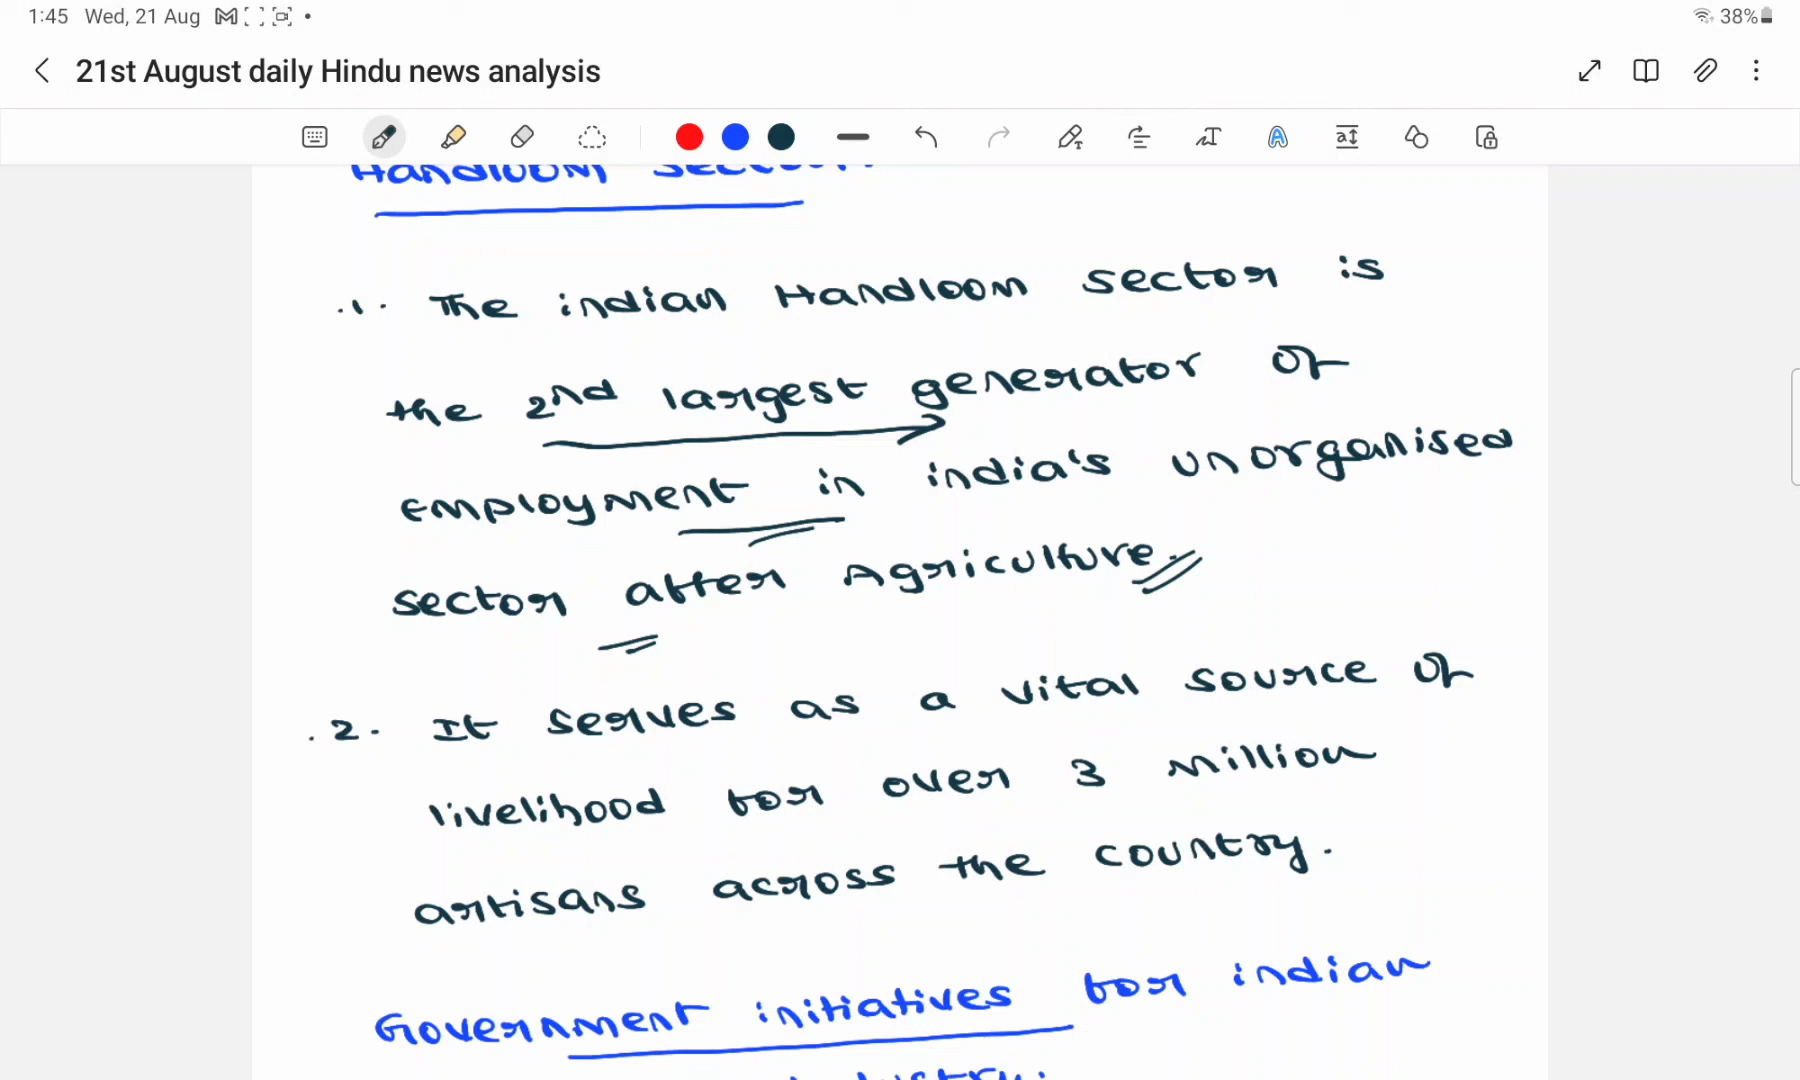 1:45 Wed, 21 Aug
38%
21st August daily Hindu news analysis
Handloom sector.
.1. The indian Handloom sector is
the 2nd largest generator of
employment in india's unorganised
sector after Agriculture.
.2. It serves as a vital source of
livelihood for over 3 million
artisans across the country.
Government initiatives for indian